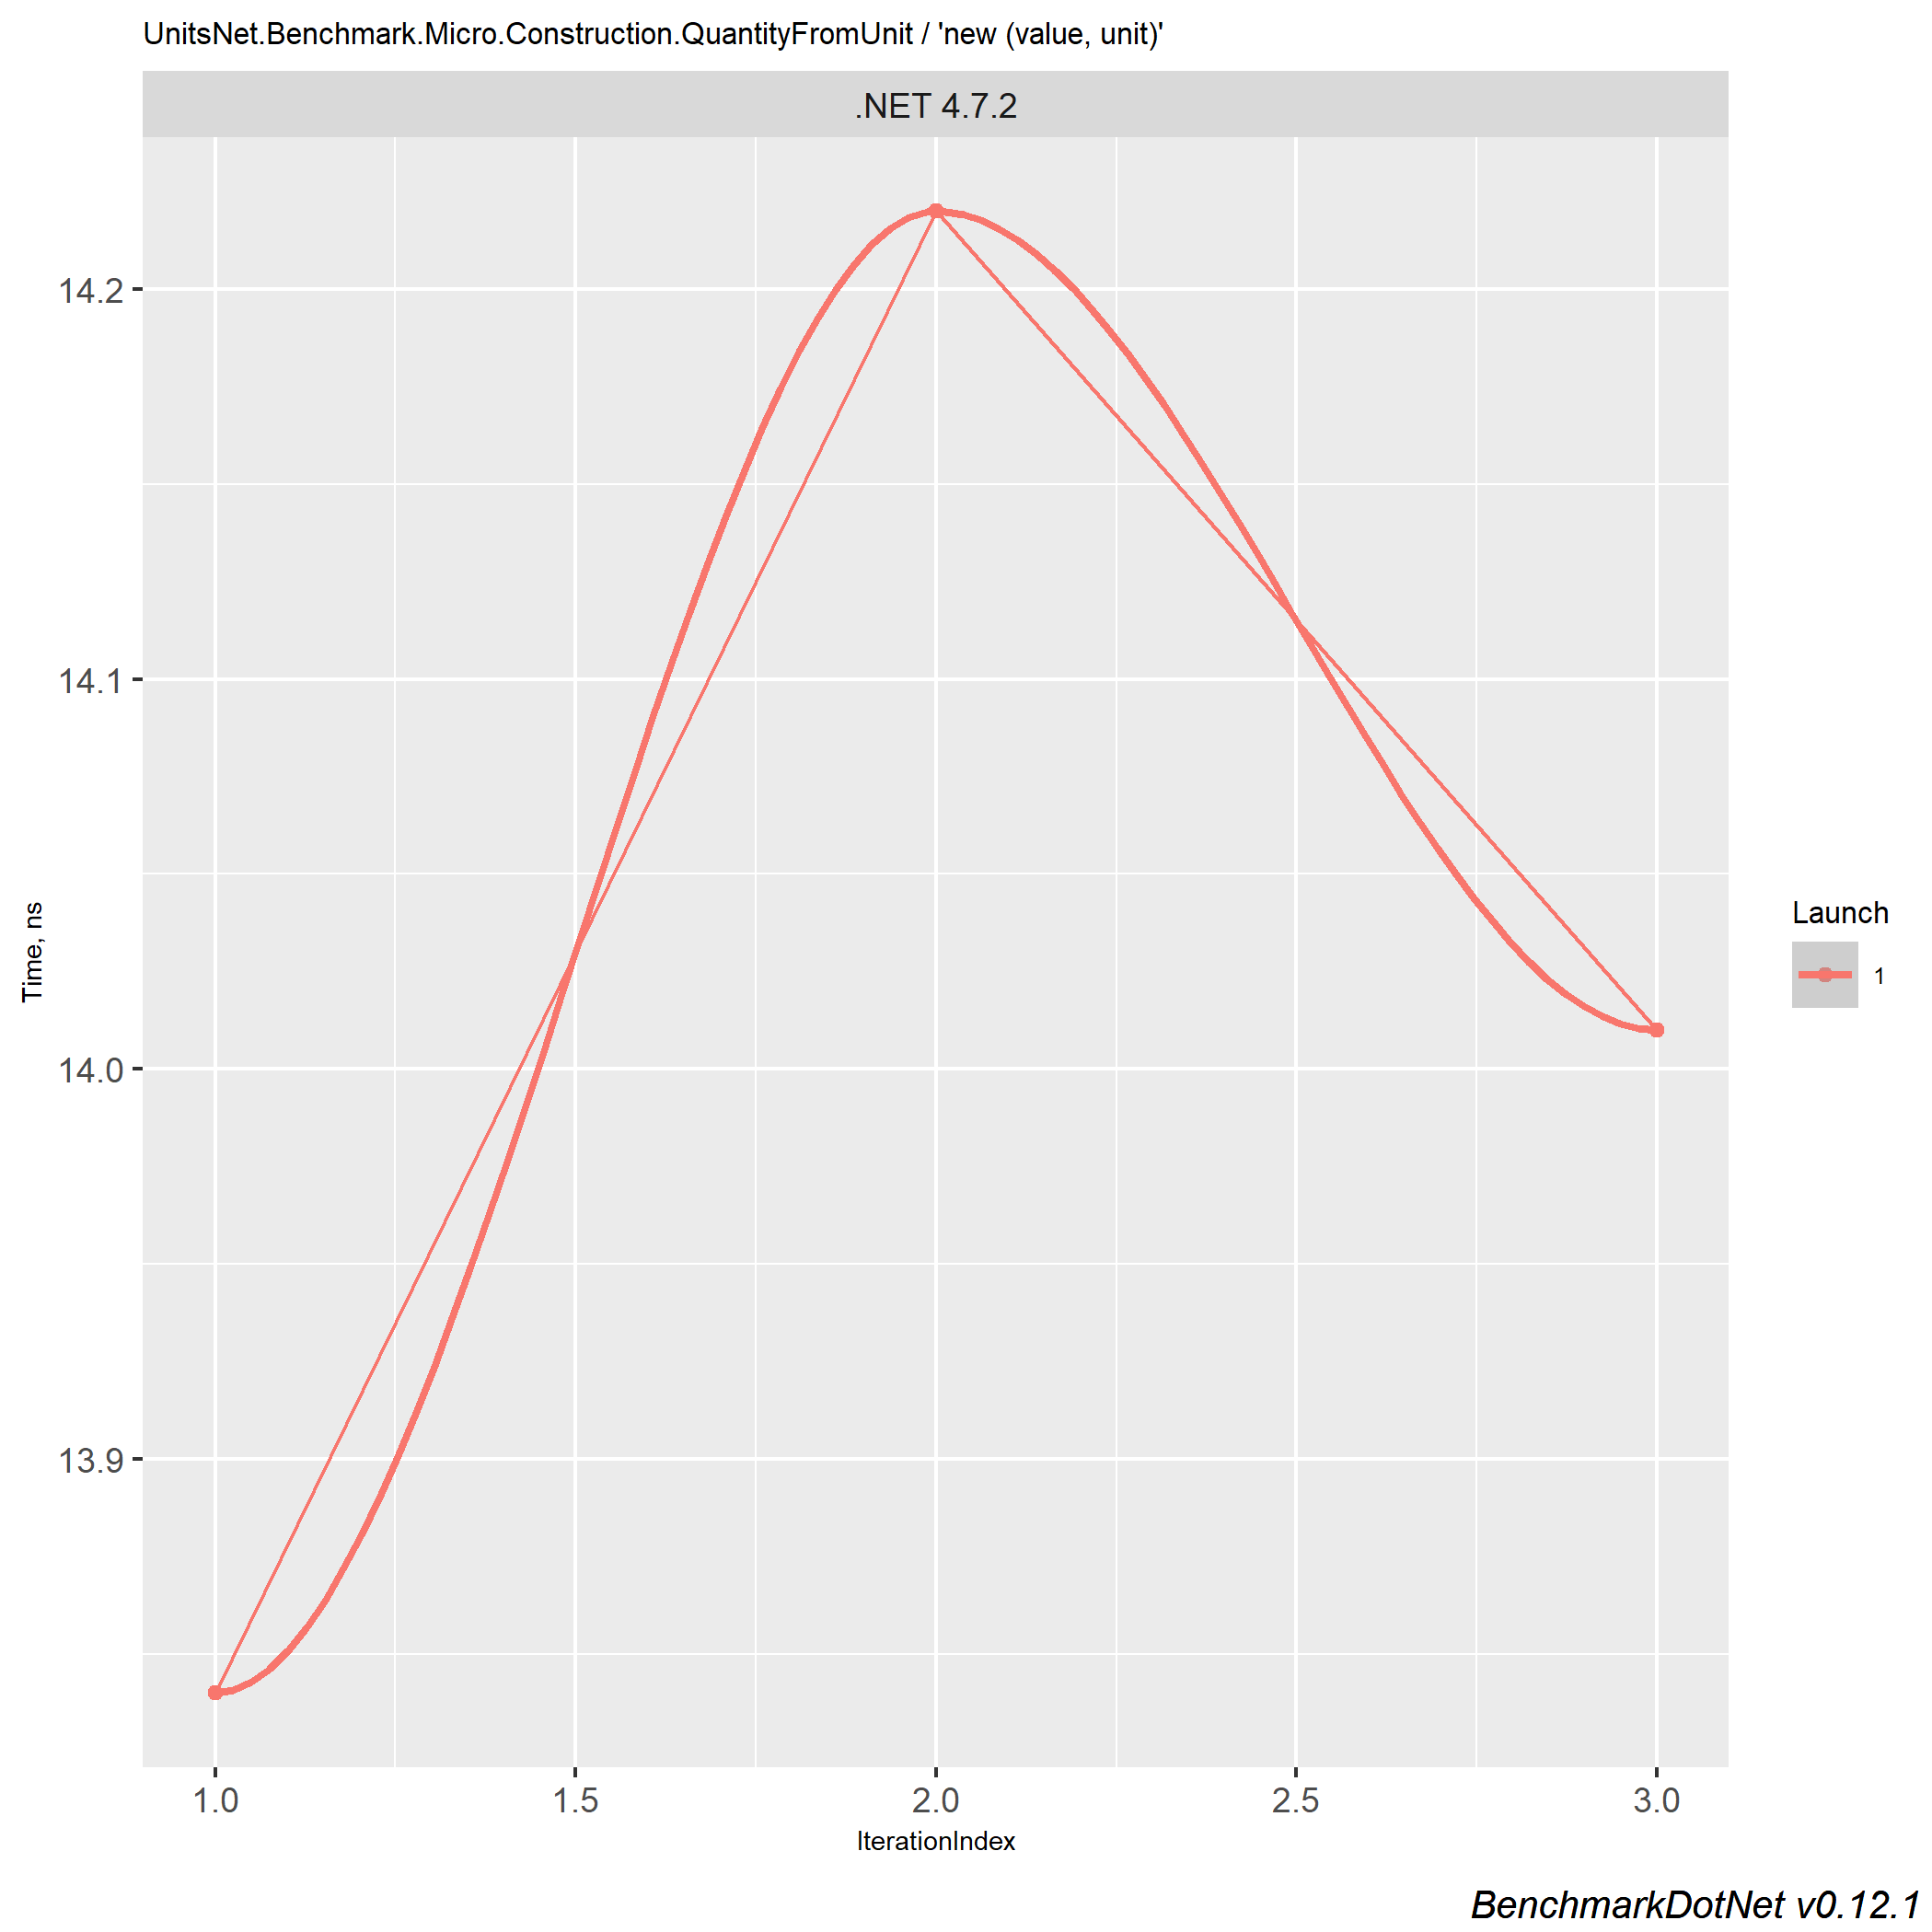 UnitsNet.Benchmark.Micro.Construction.QuantityFromUnit / 'new (value, unit)'
.NET 4.7.2
14.2
14.1
14.0
13.9
Time, ns
1.0 1.5 2.0 2.5 3.0
IterationIndex
Launch
1
BenchmarkDotNet v0.12.1